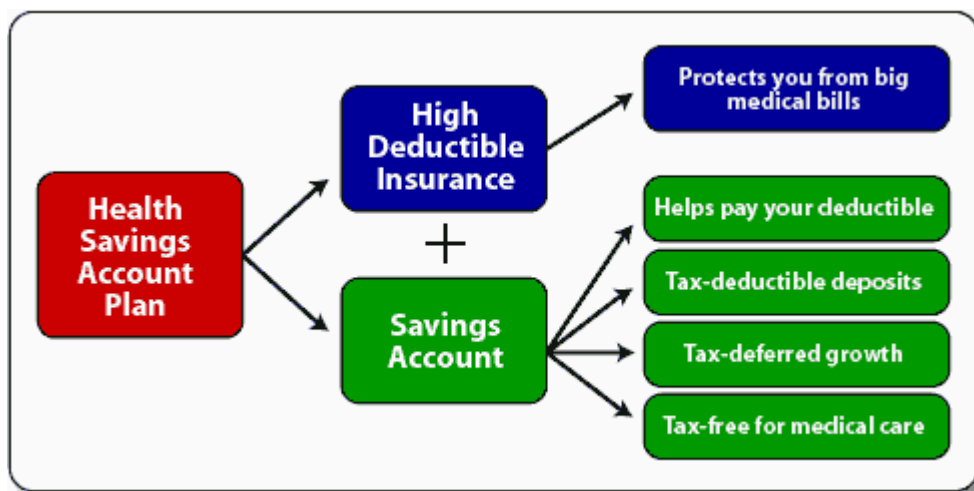 Health
Savings
Account
Plan
High
Deductible
Insurance
+
Savings
Account
Protects you from big
medical bills
Helps pay your deductible
Tax-deductible deposits
Tax-deferred growth
Tax-free for medical care